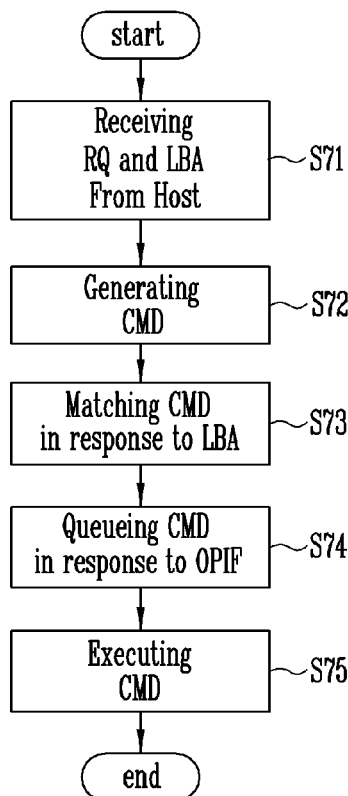 start
Receiving
RQ and LBA
From Host
S71
Generating
CMD
S72
Matching CMD
in response to LBA
S73
Queueing CMD
in response to OPIF
S74
Executing
CMD
S75
end